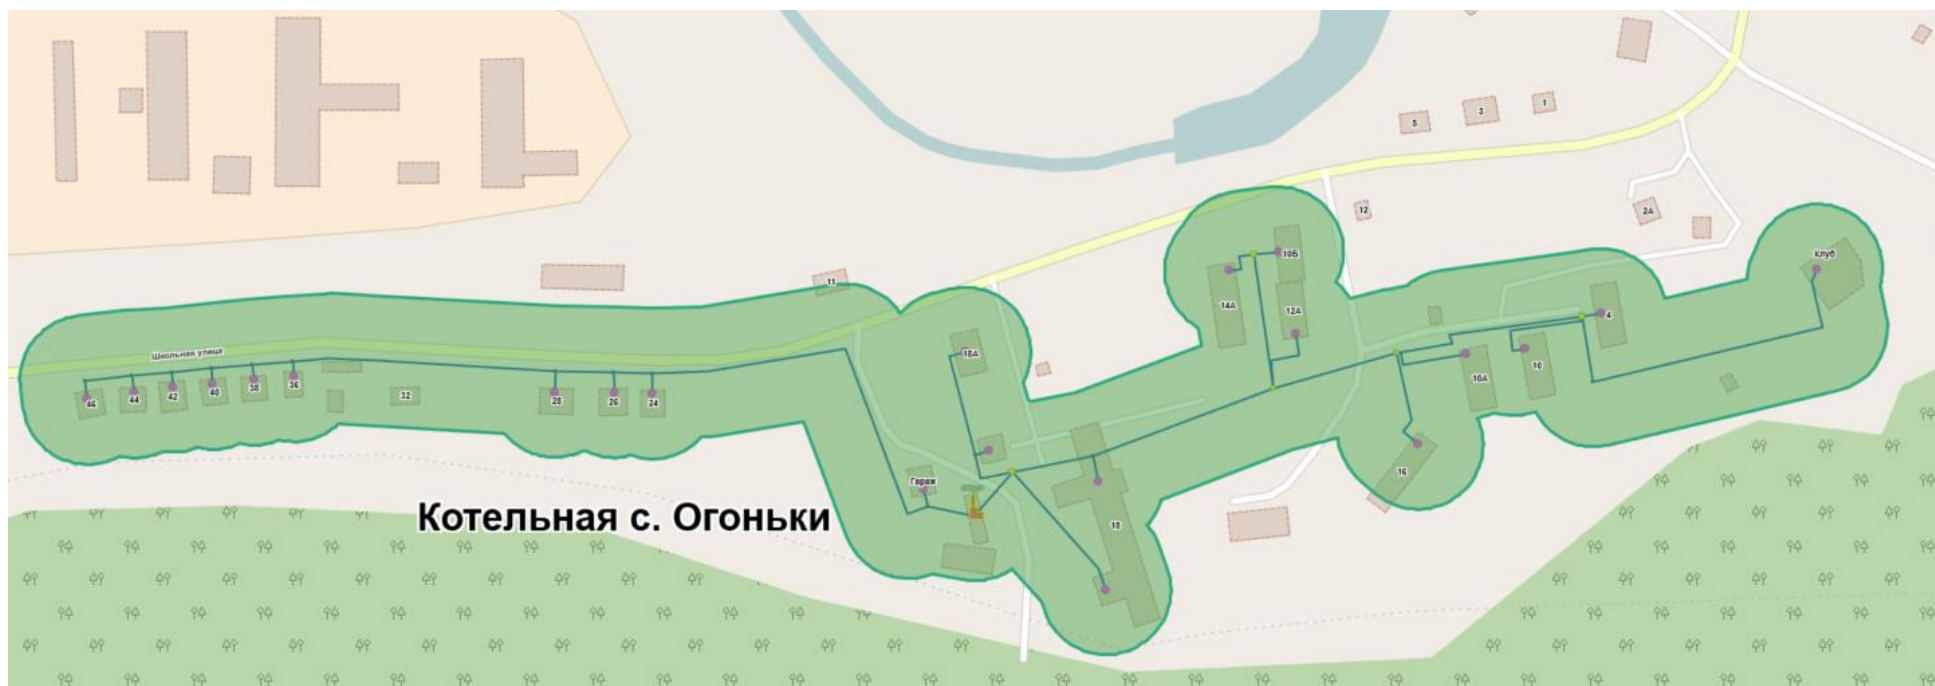 1
3
5
12
2А
11
Клуб
10Б
14А
12А
4
Школьная улица
18А
10А
10
46
44
42
40
38
36
32
28
26
24
16
Гараж
Котельная с. Огоньки
18